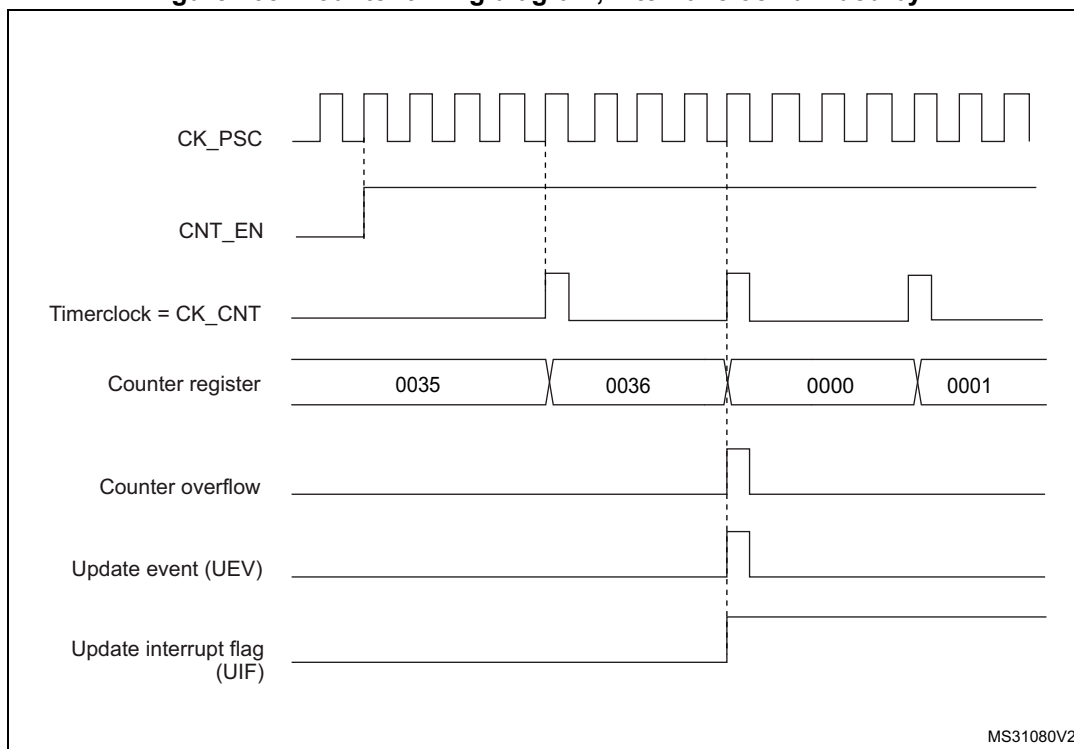 CK_PSC
CNT_EN
Timerclock = CK_CNT
Counter register
0035
0036
0000
0001
Counter overflow
Update event (UEV)
Update interrupt flag
(UIF)
MS31080V2